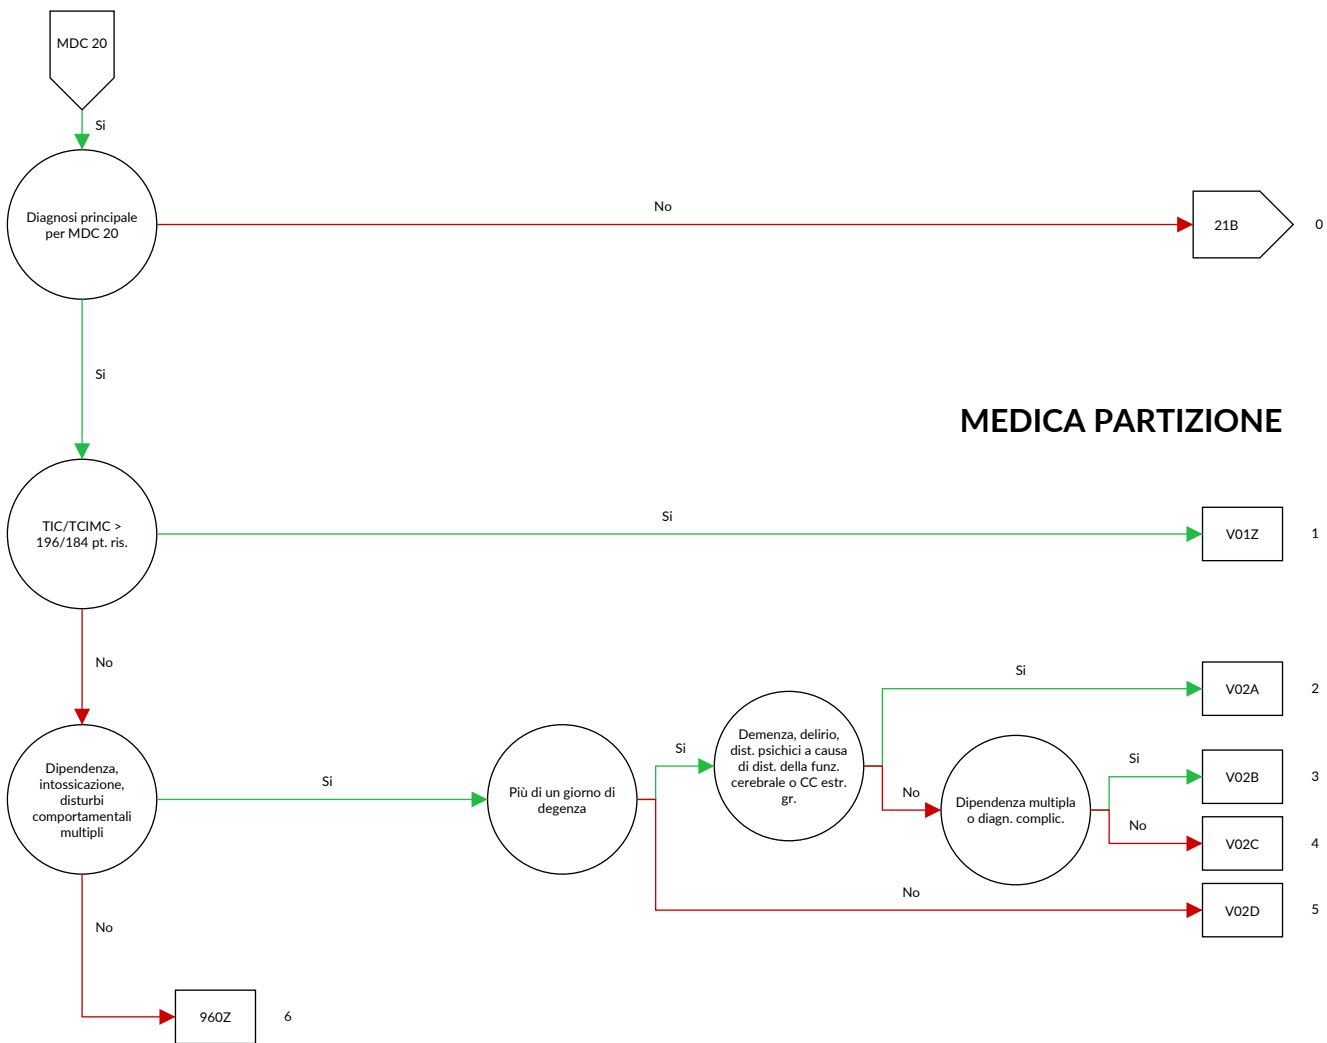 MDC 20
Si
Diagnosi principale
per MDC 20
No
21B
0
Si
MEDICA PARTIZIONE
TIC/TCIMC >
196/184 pt. ris.
Si
V01Z
1
No
Dipendenza,
intossicazione,
disturbi
comportamentali
multipli
Si
Più di un giorno di
degenza
Si
Demenza, delirio,
dist. psichici a causa
di dist. della funz.
cerebrale o CC estr.
gr.
Si
V02A
2
No
Dipendenza multipla
o diagn. complic.
Si
V02B
3
No
V02C
4
No
V02D
5
No
960Z
6